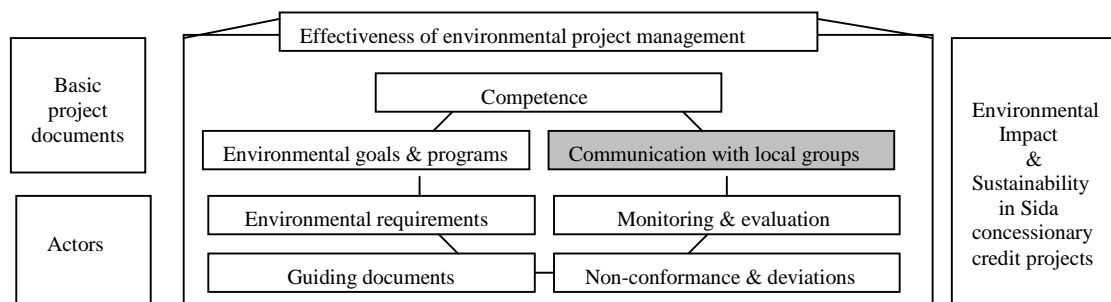 Effectiveness of environmental project management
Basic
project
documents
Actors
Competence
Environmental goals & programs
Communication with local groups
Environmental requirements
Monitoring & evaluation
Guiding documents
Non-conformance & deviations
Environmental
Impact
&
Sustainability
in Sida
concessionary
credit projects